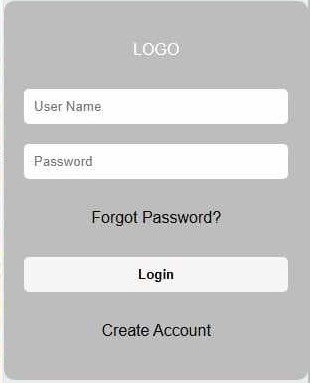 LOGO
User Name
Password
Forgot Password?
Login
Create Account